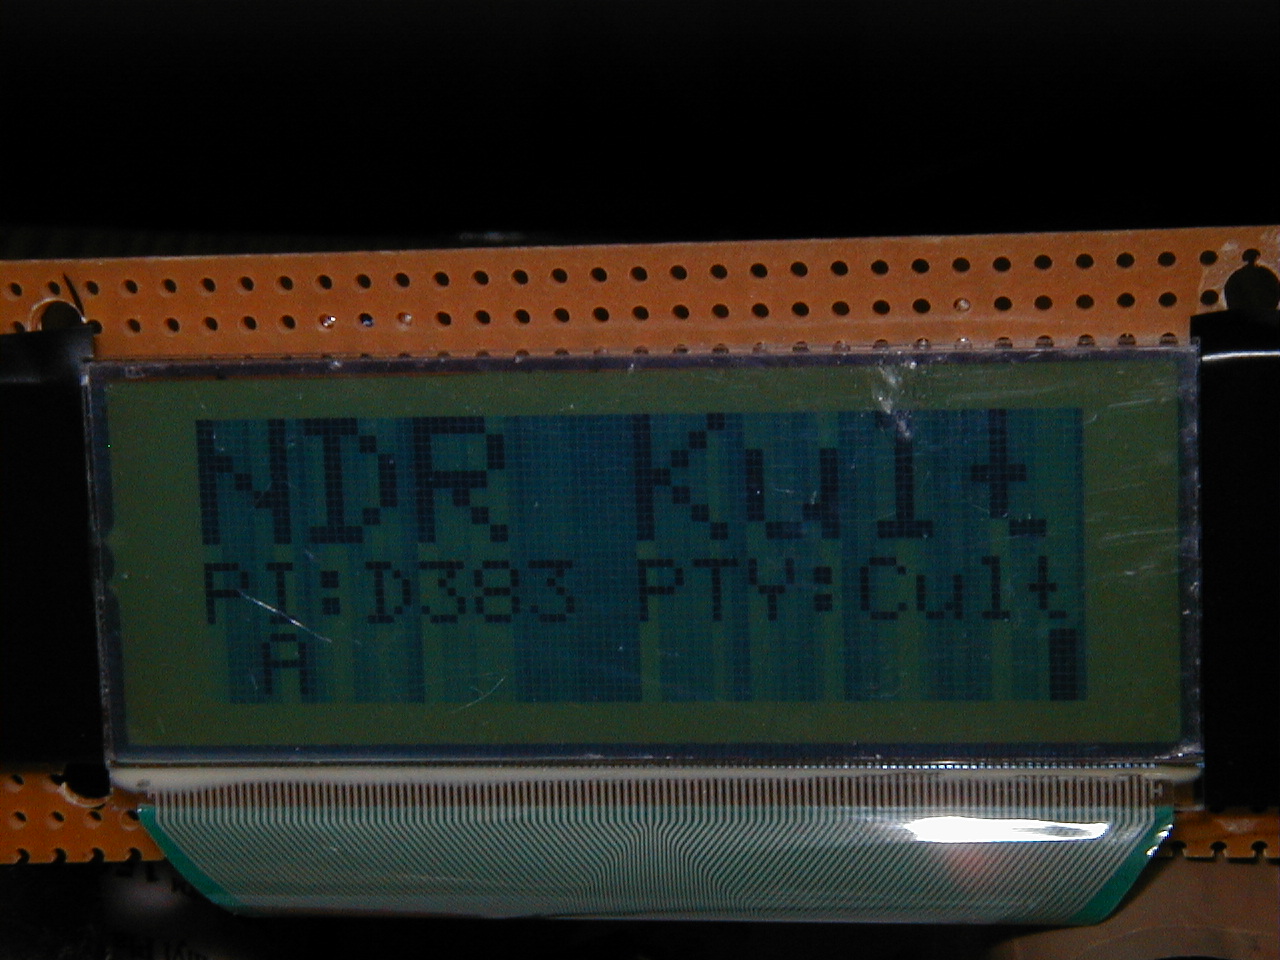 NDR Kult
PI:D383 PTY:Cult
A